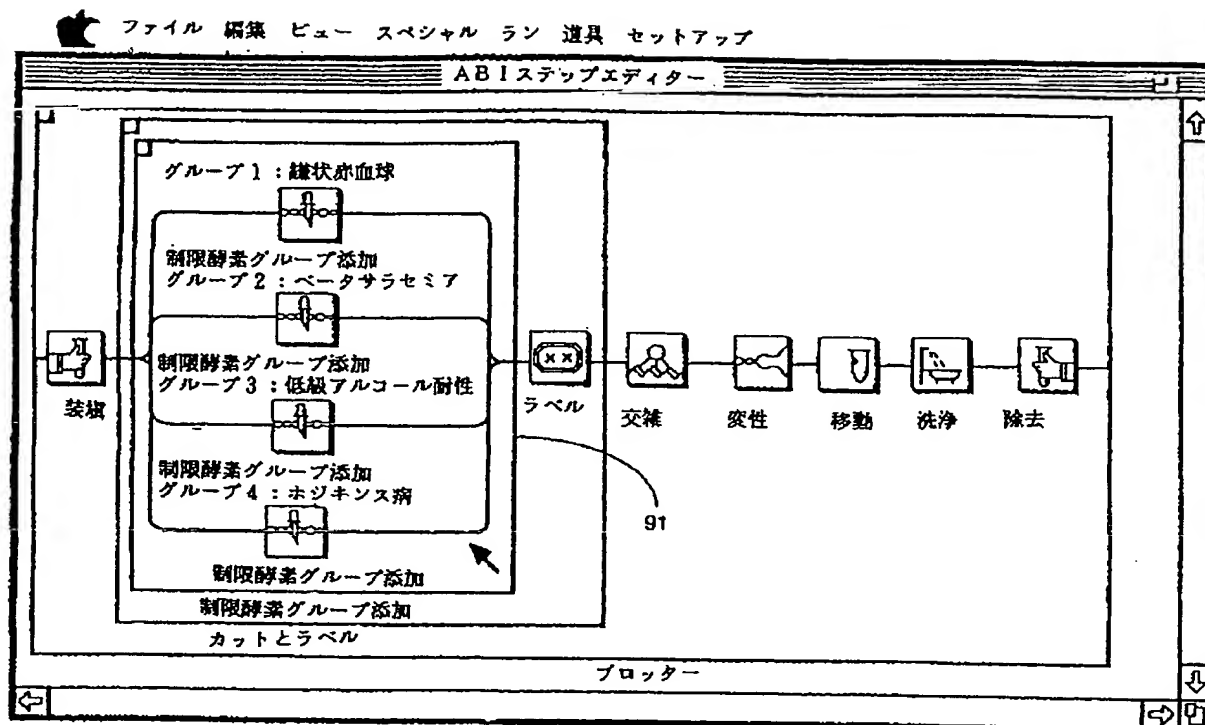 ファイル 編集 ビュー スペシャル ラン 道具 セットアップ
ABIステップエディター
グループ1:鎌状赤血球
制限酵素グループ添加
グループ2:ベータサラセミア
制限酵素グループ添加
グループ3:低級アルコール耐性
制限酵素グループ添加
グループ4:ホジキンス病
制限酵素グループ添加
制限酵素グループ添加
カットとラベル
ブロッター
装填
ラベル
交雑
変性
移動
洗浄
除去
91